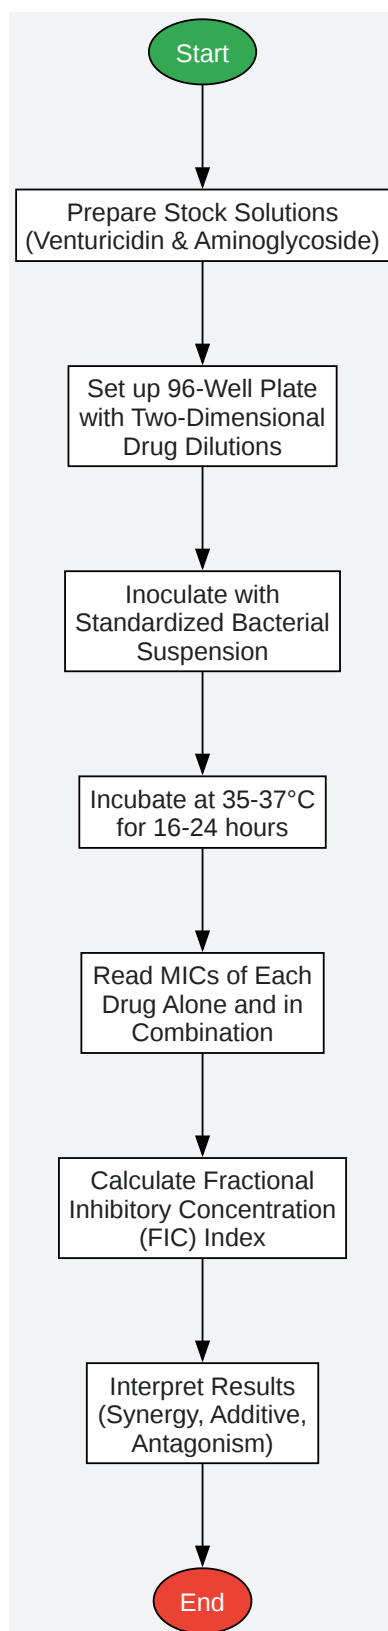 Start
Prepare Stock Solutions
(Venturicidin & Aminoglycoside)
Set up 96-Well Plate
with Two-Dimensional
Drug Dilutions
Inoculate with
Standardized Bacterial
Suspension
Incubate at 35-37°C
for 16-24 hours
Read MICs of Each
Drug Alone and in
Combination
Calculate Fractional
Inhibitory Concentration
(FIC) Index
Interpret Results
(Synergy, Additive,
Antagonism)
End